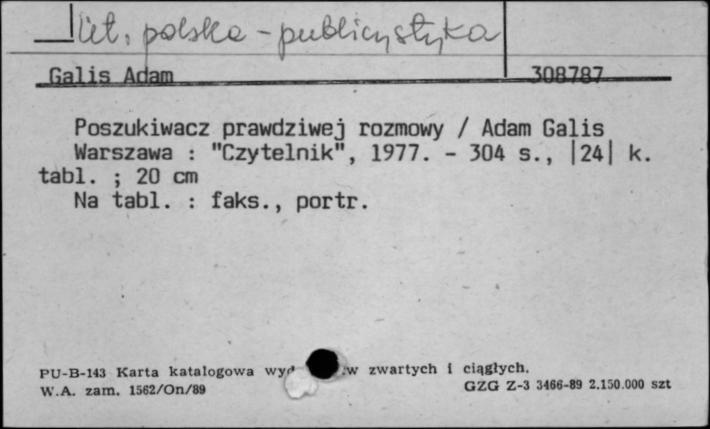 lit. polska - publicystyka
Galis Adam 308787
Poszukiwacz prawdziwej rozmowy / Adam Galis
Warszawa : "Czytelnik", 1977. - 304 s., |24| k.
tabl. ; 20 cm
Na tabl. : faks., portr.
PU-B-143 Karta katalogowa zwartych i ciągłych.
W.A. zam. 1562/On/89 GZG Z-3 3466-89 2.150.000 szt